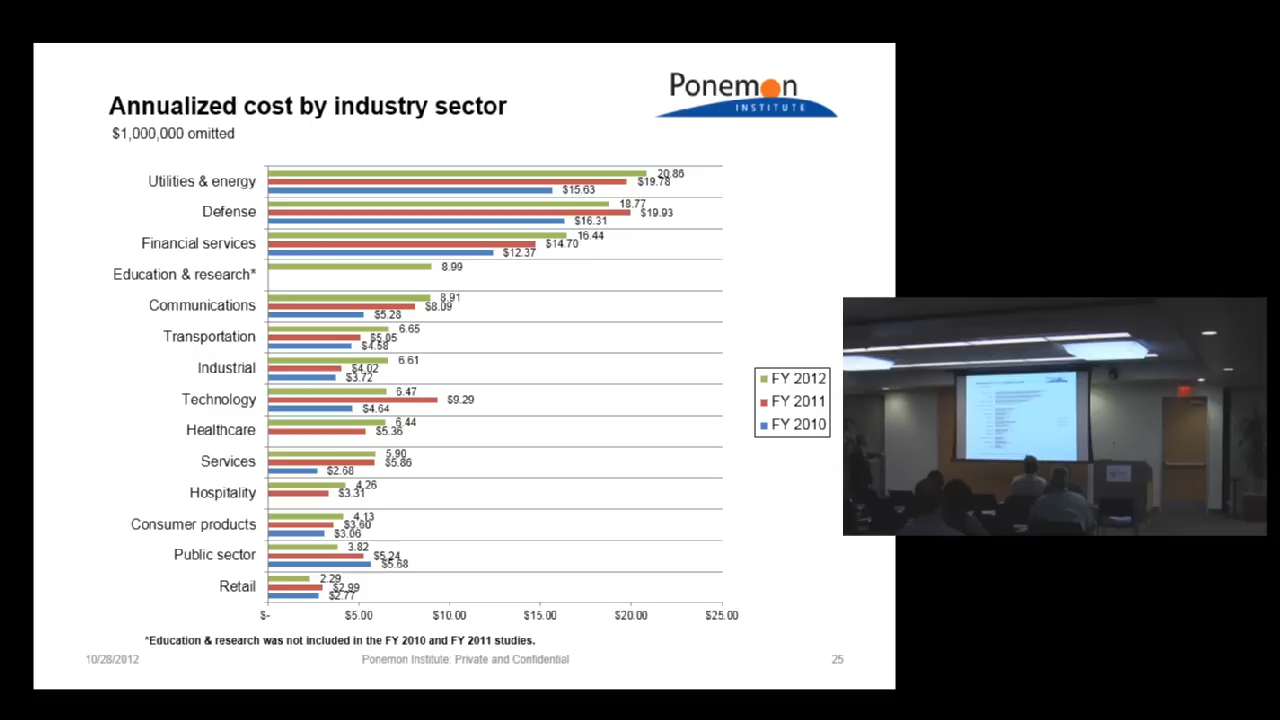 Ponemon
INSTITUTE
Annualized cost by industry sector
$1,000,000 omitted
Utilities & energy
20.86
$19.78
$15.63
Defense
18.77
$19.93
$16.31
Financial services
16.44
$14.70
$12.37
Education & research*
8.99
Communications
8.91
$8.09
$5.28
Transportation
6.65
$5.05
$4.58
Industrial
6.61
$4.02
$3.72
Technology
6.47
$9.29
$4.64
Healthcare
6.44
$5.36
Services
5.90
$5.86
$2.68
Hospitality
4.26
$3.31
Consumer products
4.13
$3.60
$3.06
Public sector
3.82
$5.24
$5.68
Retail
2.29
$2.99
$2.77
$- $5.00 $10.00 $15.00 $20.00 $25.00
FY 2012
FY 2011
FY 2010
*Education & research was not included in the FY 2010 and FY 2011 studies.
10/28/2012 Ponemon Institute: Private and Confidential 25